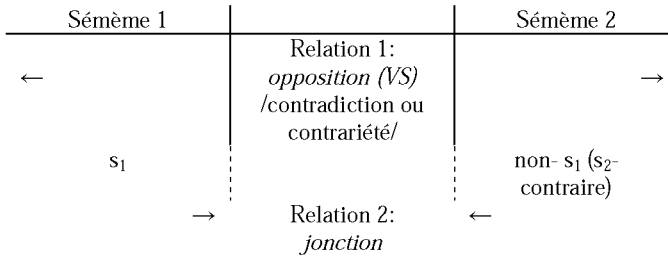 Sémème 1 Sémème 2
Relation 1:
← opposition (VS) →
/contradiction ou
contrariété/
s₁ non- s₁ (s₂-
contraire)
→ Relation 2: ←
jonction